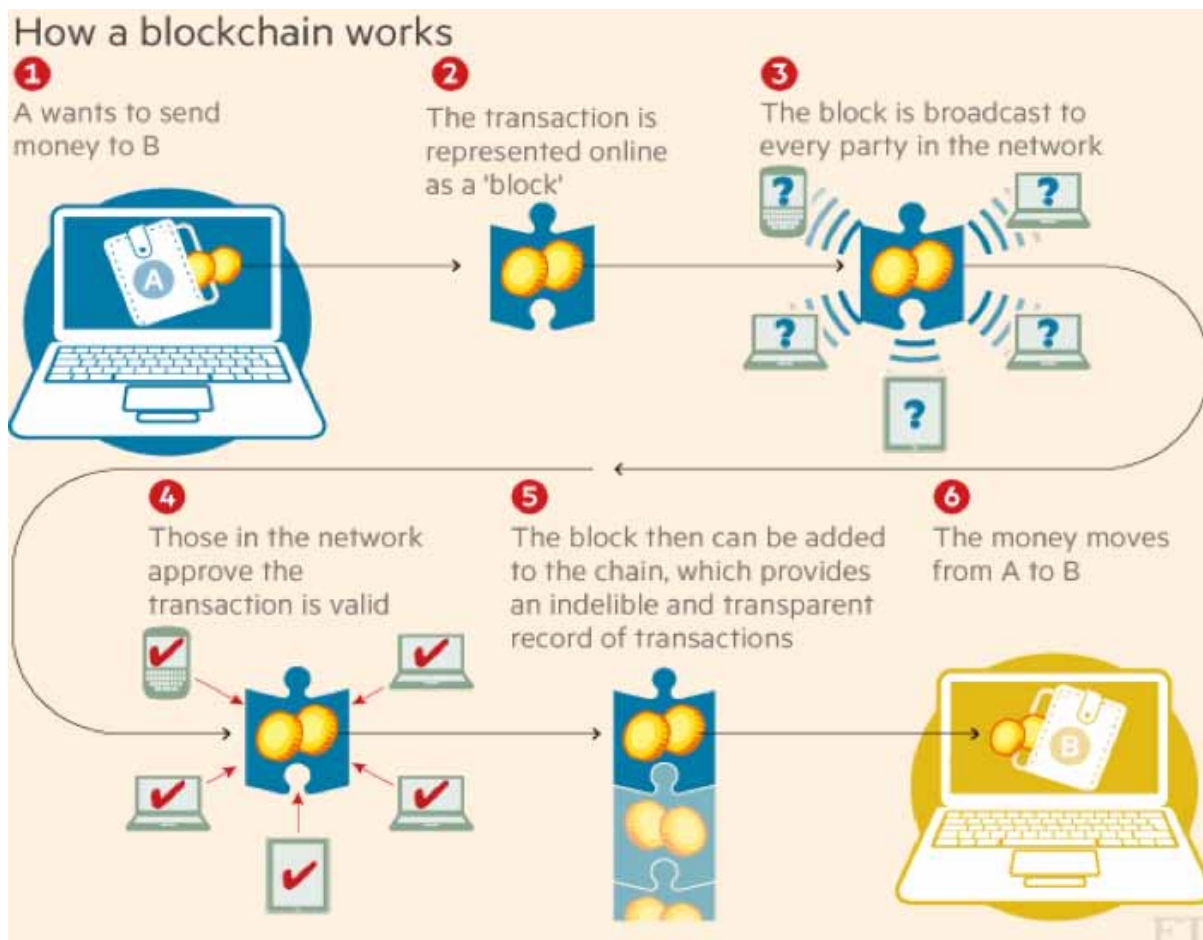 How a blockchain works
1
A wants to send
money to B
2
The transaction is
represented online
as a 'block'
3
The block is broadcast to
every party in the network
A
?
?
?
?
?
4
Those in the network
approve the
transaction is valid
5
The block then can be added
to the chain, which provides
an indelible and transparent
record of transactions
6
The money moves
from A to B
B